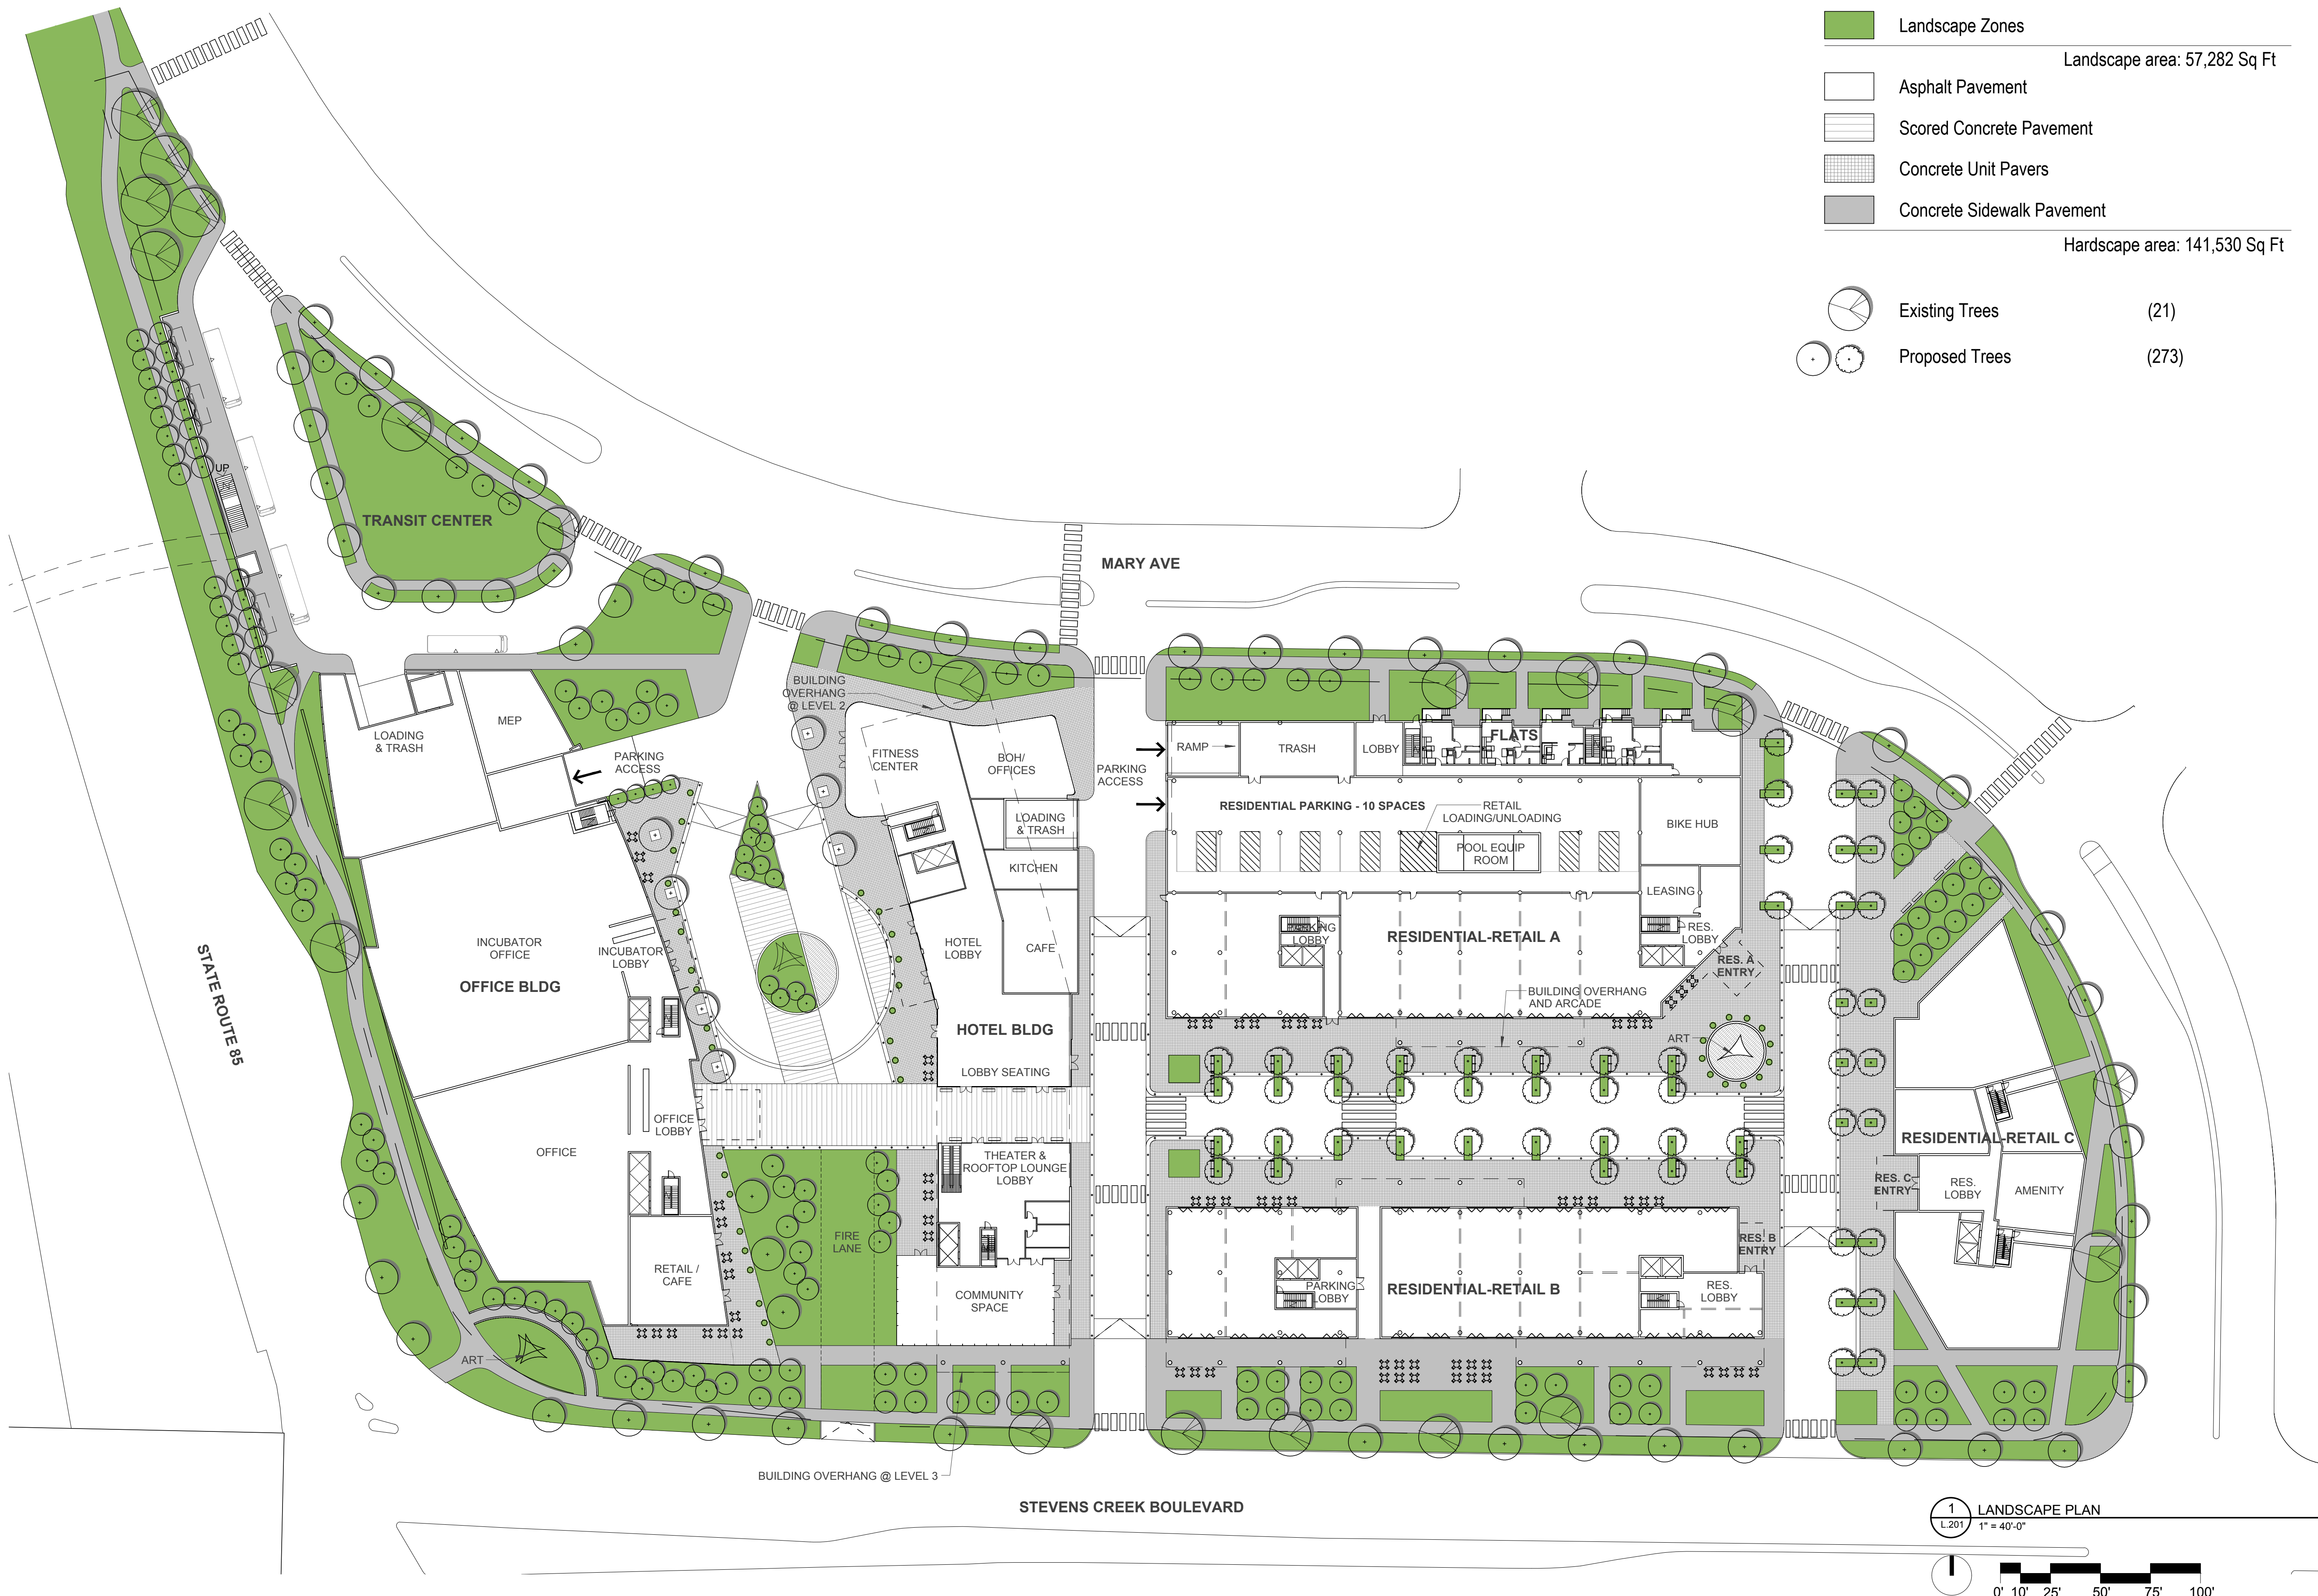 Landscape Zones
Landscape area: 57,282 Sq Ft
Asphalt Pavement
Scored Concrete Pavement
Concrete Unit Pavers
Concrete Sidewalk Pavement
Hardscape area: 141,530 Sq Ft
Existing Trees (21)
Proposed Trees (273)
UP
TRANSIT CENTER
MARY AVE
BUILDING
OVERHANG
@ LEVEL 2
LOADING
& TRASH
MEP
PARKING
ACCESS
FITNESS
CENTER
BOH/
OFFICES
LOADING
& TRASH
KITCHEN
CAFE
HOTEL
LOBBY
HOTEL BLDG
LOBBY SEATING
PARKING
ACCESS
RAMP
TRASH
LOBBY
FLATS
RESIDENTIAL PARKING - 10 SPACES
RETAIL
LOADING/UNLOADING
POOL EQUIP
ROOM
BIKE HUB
LEASING
PARKING
LOBBY
RESIDENTIAL-RETAIL A
RES.
LOBBY
RES. A
ENTRY
BUILDING OVERHANG
AND ARCADE
ART
STATE ROUTE 85
INCUBATOR
OFFICE
OFFICE BLDG
INCUBATOR
LOBBY
OFFICE
LOBBY
OFFICE
RETAIL /
CAFE
FIRE
LANE
THEATER &
ROOFTOP LOUNGE
LOBBY
COMMUNITY
SPACE
ART
BUILDING OVERHANG @ LEVEL 3
PARKING
LOBBY
RESIDENTIAL-RETAIL B
RES.
LOBBY
RES. B
ENTRY
RESIDENTIAL-RETAIL C
RES. C
ENTRY
RES.
LOBBY
AMENITY
STEVENS CREEK BOULEVARD
1
L.201
LANDSCAPE PLAN
1" = 40'-0"
0' 10' 25' 50' 75' 100'